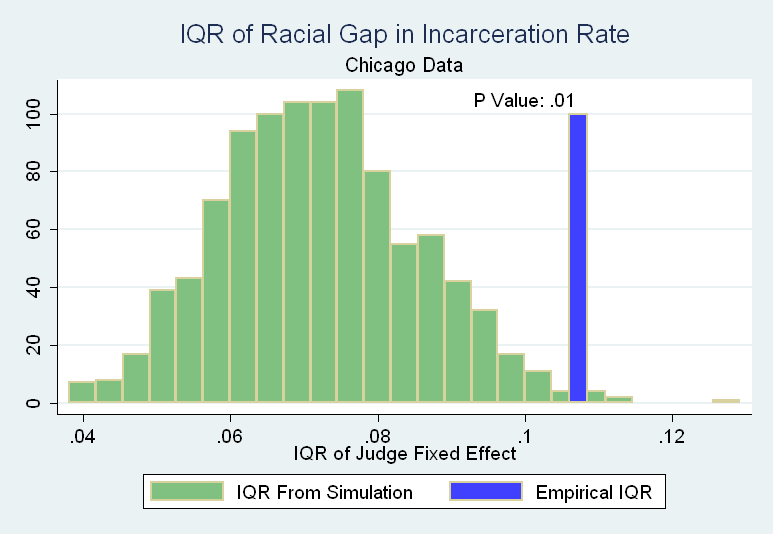 IQR of Racial Gap in Incarceration Rate
Chicago Data
P Value: .01
100
80
60
40
20
0
.04 .06 .08 .1 .12
IQR of Judge Fixed Effect
IQR From Simulation Empirical IQR